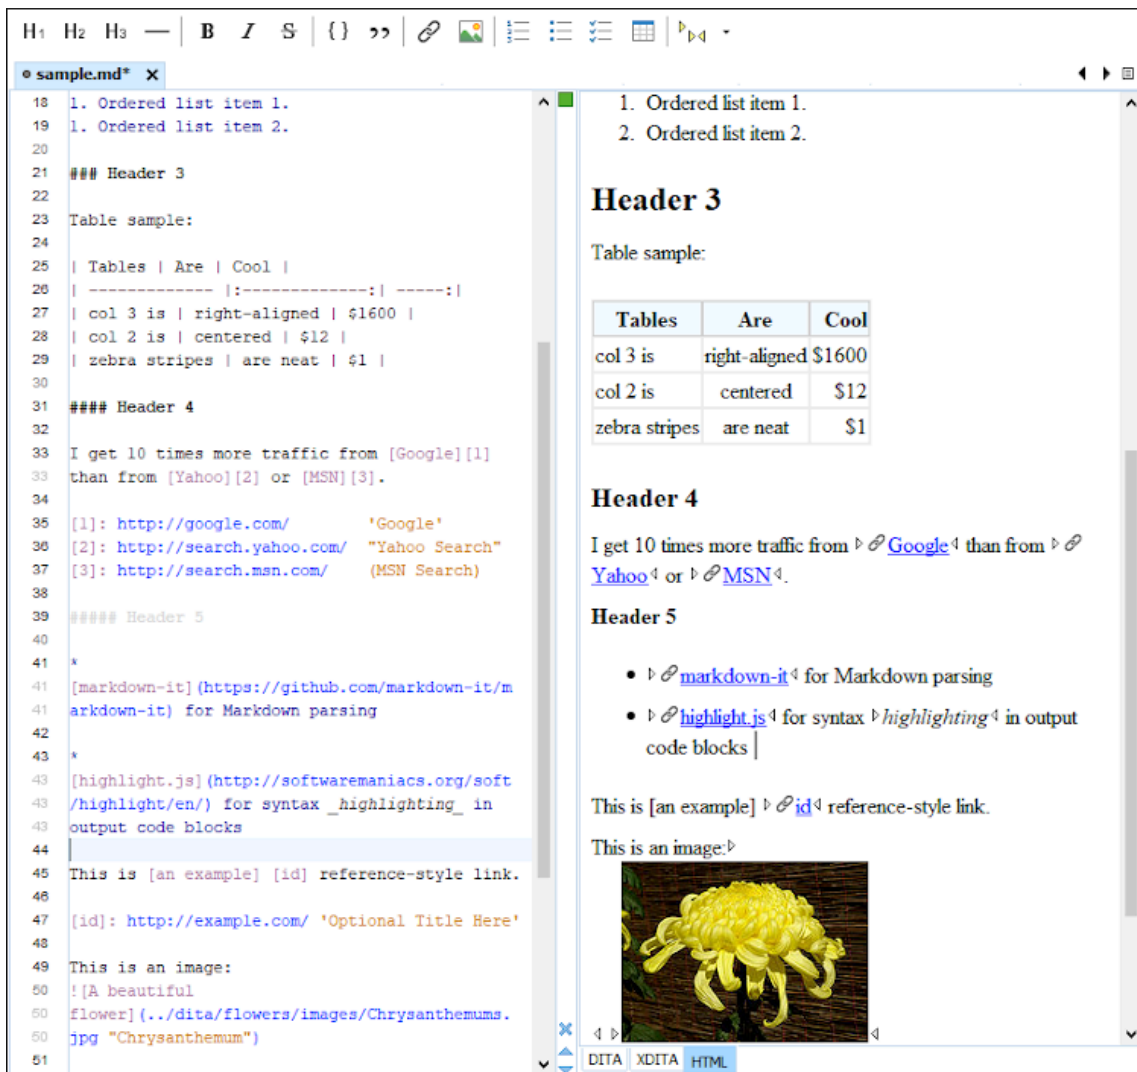 H1 H2 H3 — B I S {} ,,
sample.md* ×
18 1. Ordered list item 1.
19 1. Ordered list item 2.
20
21 ### Header 3
22
23 Table sample:
24
25 | Tables | Are | Cool |
26 | ------------- |:-------------:| -----:|
27 | col 3 is | right-aligned | $1600 |
28 | col 2 is | centered | $12 |
29 | zebra stripes | are neat | $1 |
30
31 #### Header 4
32
33 I get 10 times more traffic from [Google][1]
33 than from [Yahoo][2] or [MSN][3].
34
35 [1]: http://google.com/ 'Google'
36 [2]: http://search.yahoo.com/ "Yahoo Search"
37 [3]: http://search.msn.com/ (MSN Search)
38
39 ##### Header 5
40
41 *
41 [markdown-it](https://github.com/markdown-it/m
41 arkdown-it) for Markdown parsing
42
43 *
43 [highlight.js](http://softwaremaniacs.org/soft
43 /highlight/en/) for syntax _highlighting_ in
43 output code blocks
44
45 This is [an example] [id] reference-style link.
46
47 [id]: http://example.com/ 'Optional Title Here'
48
49 This is an image:
50 ![A beautiful
50 flower](../dita/flowers/images/Chrysanthemums.
50 jpg "Chrysanthemum")
51
1. Ordered list item 1.
2. Ordered list item 2.
Header 3
Table sample:
Tables Are Cool
col 3 is right-aligned $1600
col 2 is centered $12
zebra stripes are neat $1
Header 4
I get 10 times more traffic from Google than from
Yahoo or MSN.
Header 5
• markdown-it for Markdown parsing
• highlight.js for syntax highlighting in output
code blocks
This is [an example] id reference-style link.
This is an image:
DITA XDITA HTML